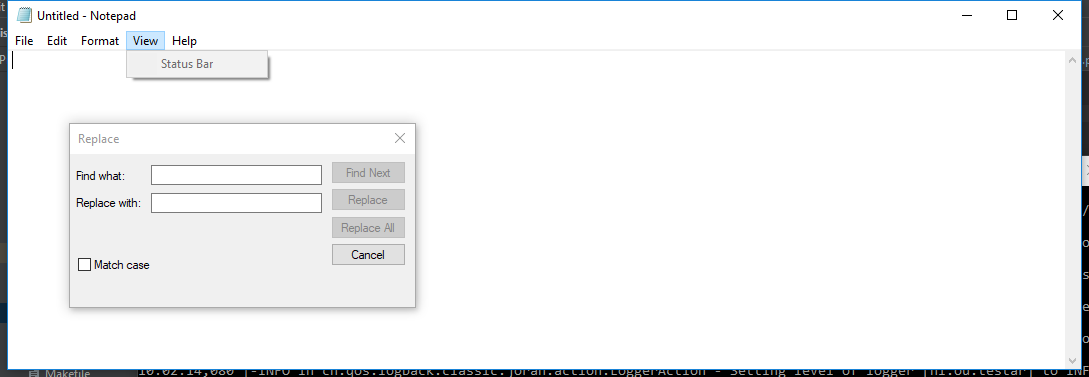 Untitled - Notepad
File Edit Format View Help
Status Bar
Replace
Find what:
Find Next
Replace with:
Replace
Replace All
Cancel
Match case
Makefile
10:02:14,080 |-INFO in ch.qos.logback.classic.joran.action.LoggerAction - Setting level of logger [nl.ou.testar] to INF